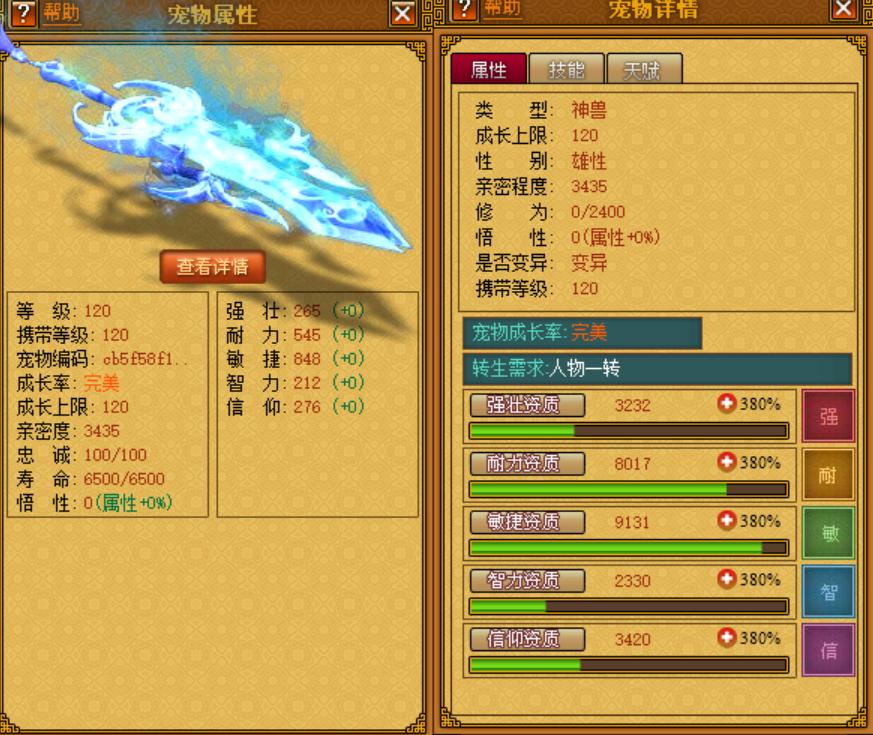 ? 帮助 宠物属性
查看详情
等 级: 120
携带等级: 120
宠物编码: cb5f58f1..
成长率: 完美
成长上限: 120
亲密度: 3435
忠 诚: 100/100
寿 命: 6500/6500
悟 性: 0(属性+0%)
强 壮: 265 (+0)
耐 力: 545 (+0)
敏 捷: 848 (+0)
智 力: 212 (+0)
信 仰: 276 (+0)
? 帮助 宠物详情
属性 技能 天赋
类 型: 神兽
成长上限: 120
性 别: 雄性
亲密程度: 3435
修 为: 0/2400
悟 性: 0(属性+0%)
是否变异: 变异
携带等级: 120
宠物成长率:完美
转生需求:人物一转
强壮资质 3232 380% 强
耐力资质 8017 380% 耐
敏捷资质 9131 380% 敏
智力资质 2330 380% 智
信仰资质 3420 380% 信